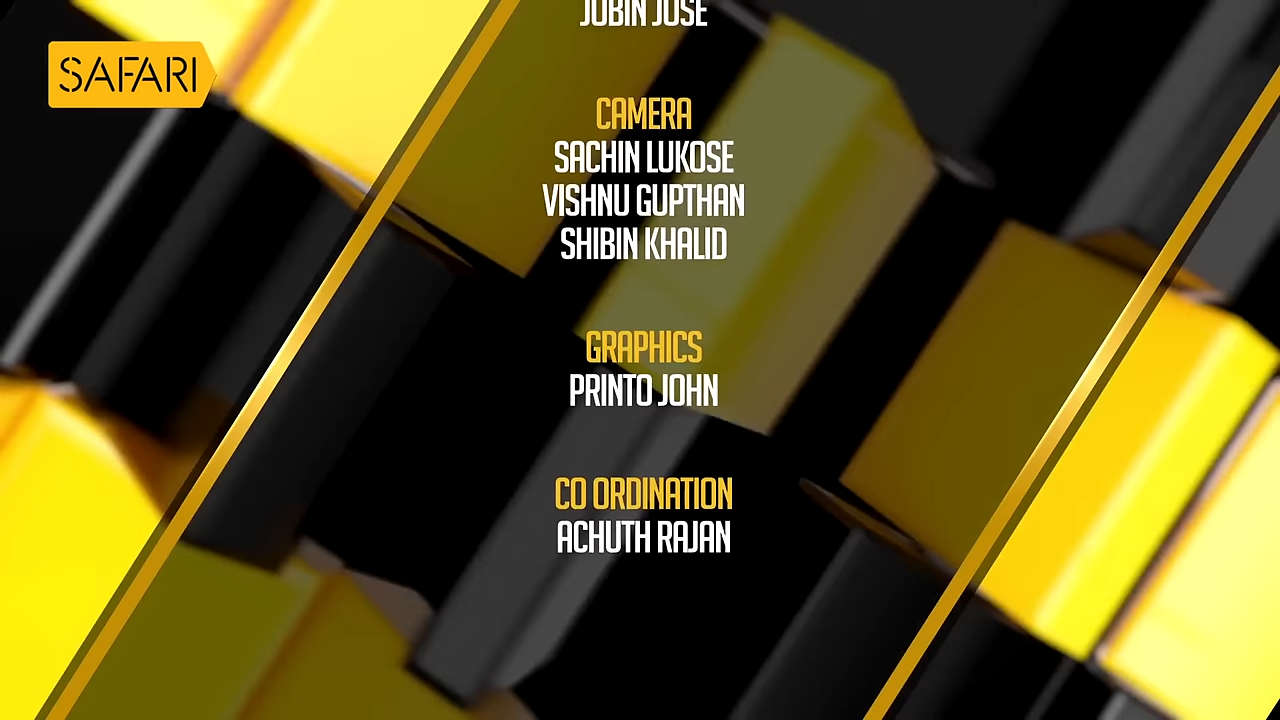 JOBIN JOSE
SAFARI
CAMERA
SACHIN LUKOSE
VISHNU GUPTHAN
SHIBIN KHALID
GRAPHICS
PRINTO JOHN
CO ORDINATION
ACHUTH RAJAN